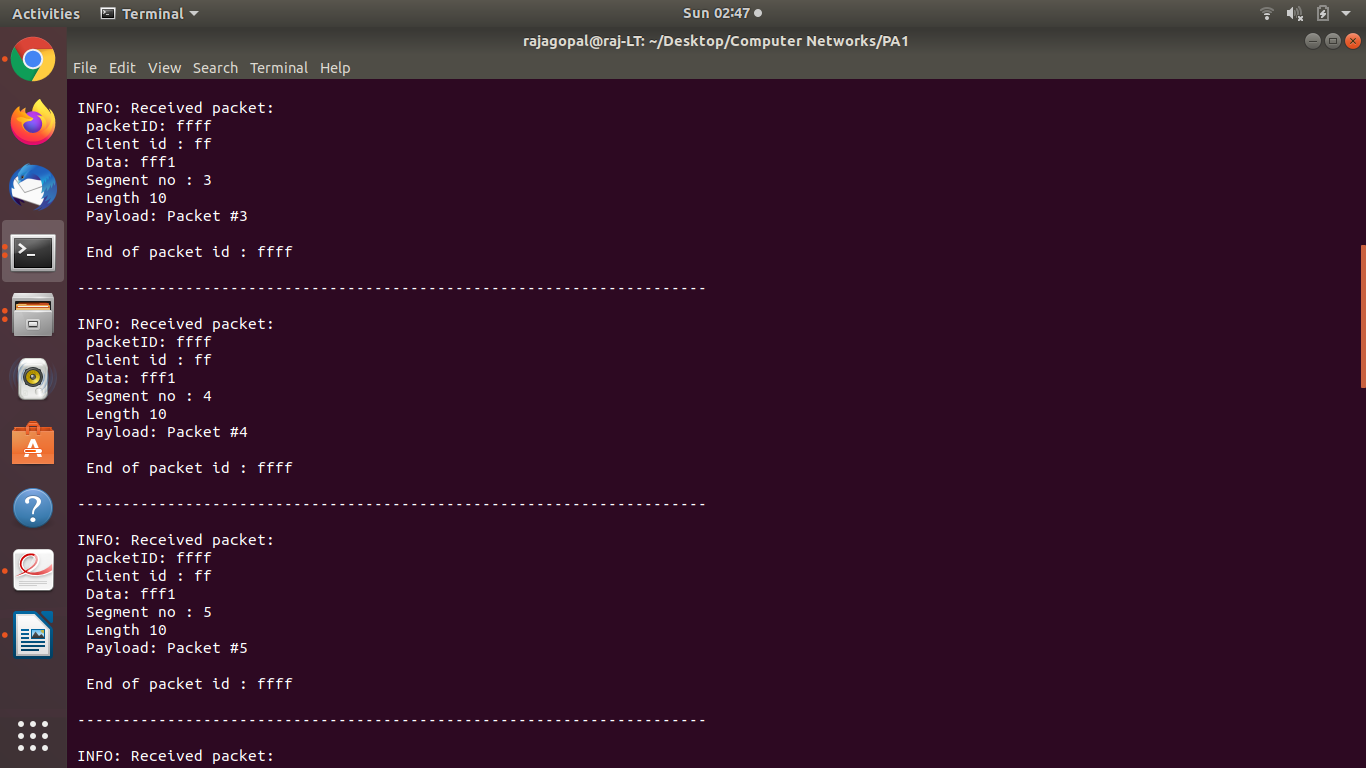 Activities Terminal Sun 02:47
rajagopal@raj-LT: ~/Desktop/Computer Networks/PA1
File Edit View Search Terminal Help
INFO: Received packet:
packetID: ffff
Client id : ff
Data: fff1
Segment no : 3
Length 10
Payload: Packet #3
End of packet id : ffff
----------------------------------------------------------------------
INFO: Received packet:
packetID: ffff
Client id : ff
Data: fff1
Segment no : 4
Length 10
Payload: Packet #4
End of packet id : ffff
----------------------------------------------------------------------
INFO: Received packet:
packetID: ffff
Client id : ff
Data: fff1
Segment no : 5
Length 10
Payload: Packet #5
End of packet id : ffff
----------------------------------------------------------------------
INFO: Received packet: